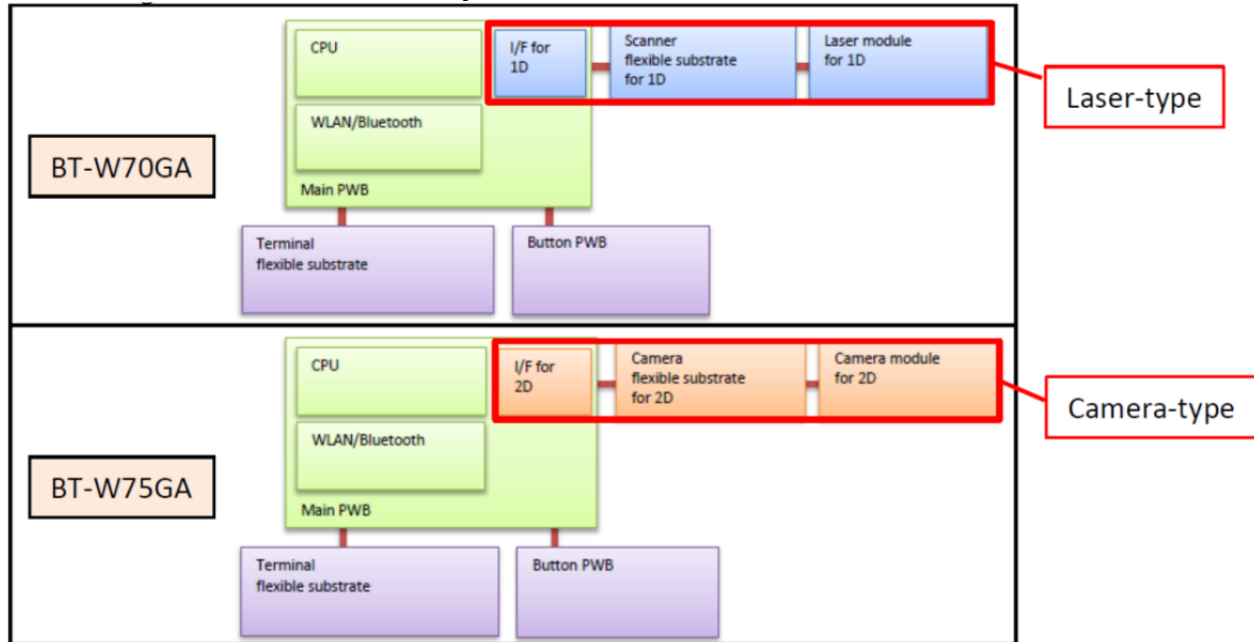 CPU
I/F for
1D
Scanner
flexible substrate
for 1D
Laser module
for 1D
Laser-type
WLAN/Bluetooth
BT-W70GA
Main PWB
Terminal
flexible substrate
Button PWB
CPU
I/F for
2D
Camera
flexible substrate
for 2D
Camera module
for 2D
Camera-type
WLAN/Bluetooth
BT-W75GA
Main PWB
Terminal
flexible substrate
Button PWB